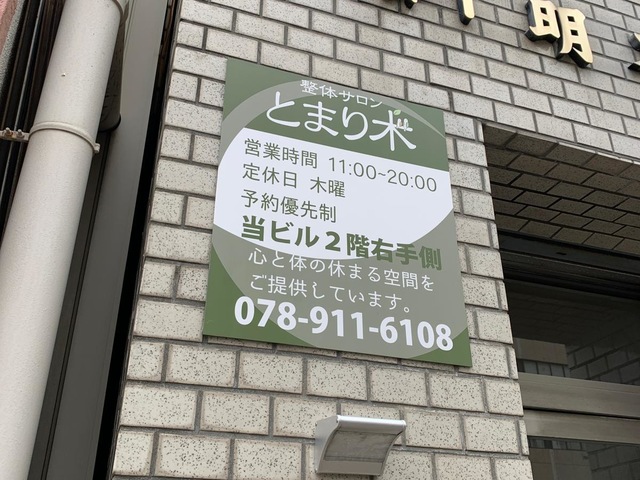 明
整体サロン
とまり木
営業時間 11:00~20:00
定休日 木曜
予約優先制
当ビル2階右手側
心と体の休まる空間を
ご提供しています。
078-911-6108